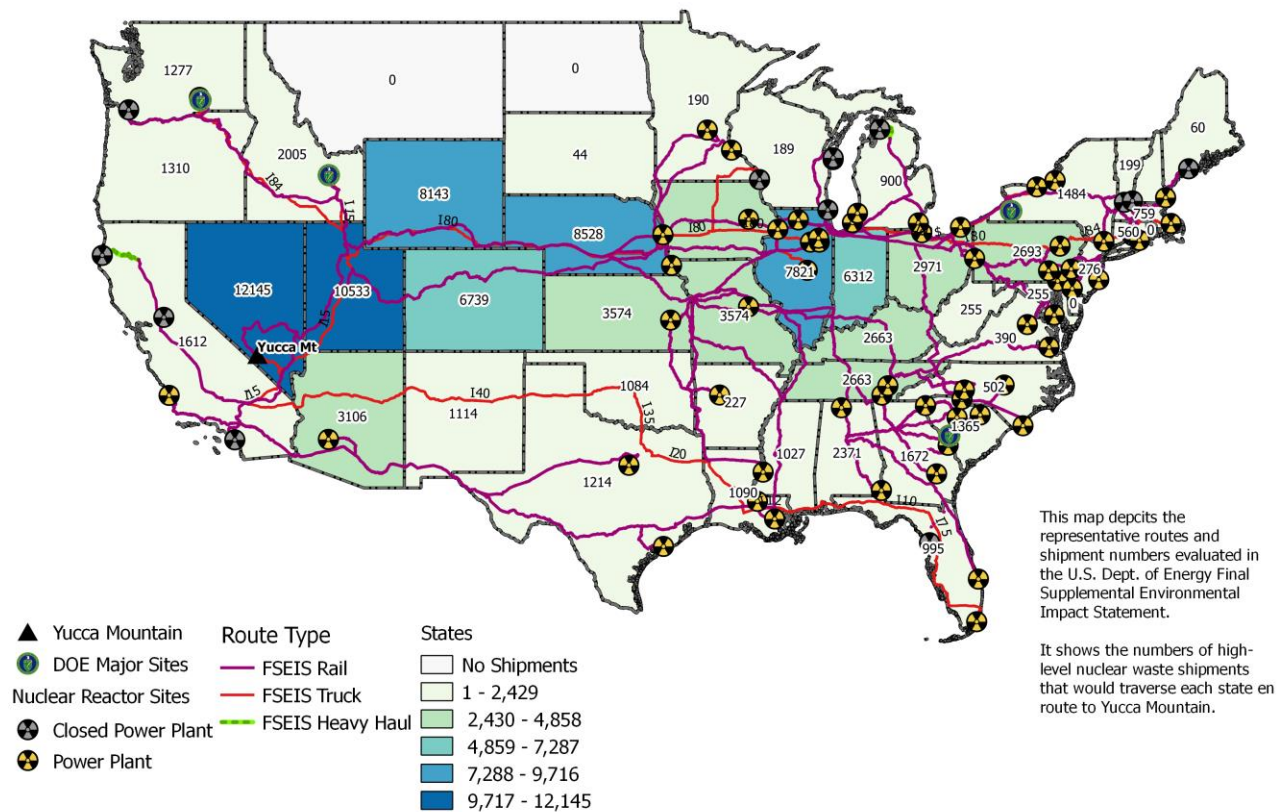 1277
0
0
190
60
2005
189
199
1310
I84
44
900
1484
8143
I15
759
I80
8528
I80
I80
I84
560
0
2693
2971
276
12145
10533
7821
6312
6739
255
255
0
3574
3574
I15
Yucca Mt
2663
390
1612
2663
502
I15
I40
1084
3106
1114
227
I35
1365
I20
1027
2371
1672
1214
1090
I12
I10
I75
995
This map depcits the
representative routes and
shipment numbers evaluated in
the U.S. Dept. of Energy Final
Supplemental Environmental
Impact Statement.
It shows the numbers of high-
level nuclear waste shipments
that would traverse each state en
route to Yucca Mountain.
Yucca Mountain
DOE Major Sites
Nuclear Reactor Sites
Closed Power Plant
Power Plant
Route Type
FSEIS Rail
FSEIS Truck
FSEIS Heavy Haul
States
No Shipments
1 - 2,429
2,430 - 4,858
4,859 - 7,287
7,288 - 9,716
9,717 - 12,145